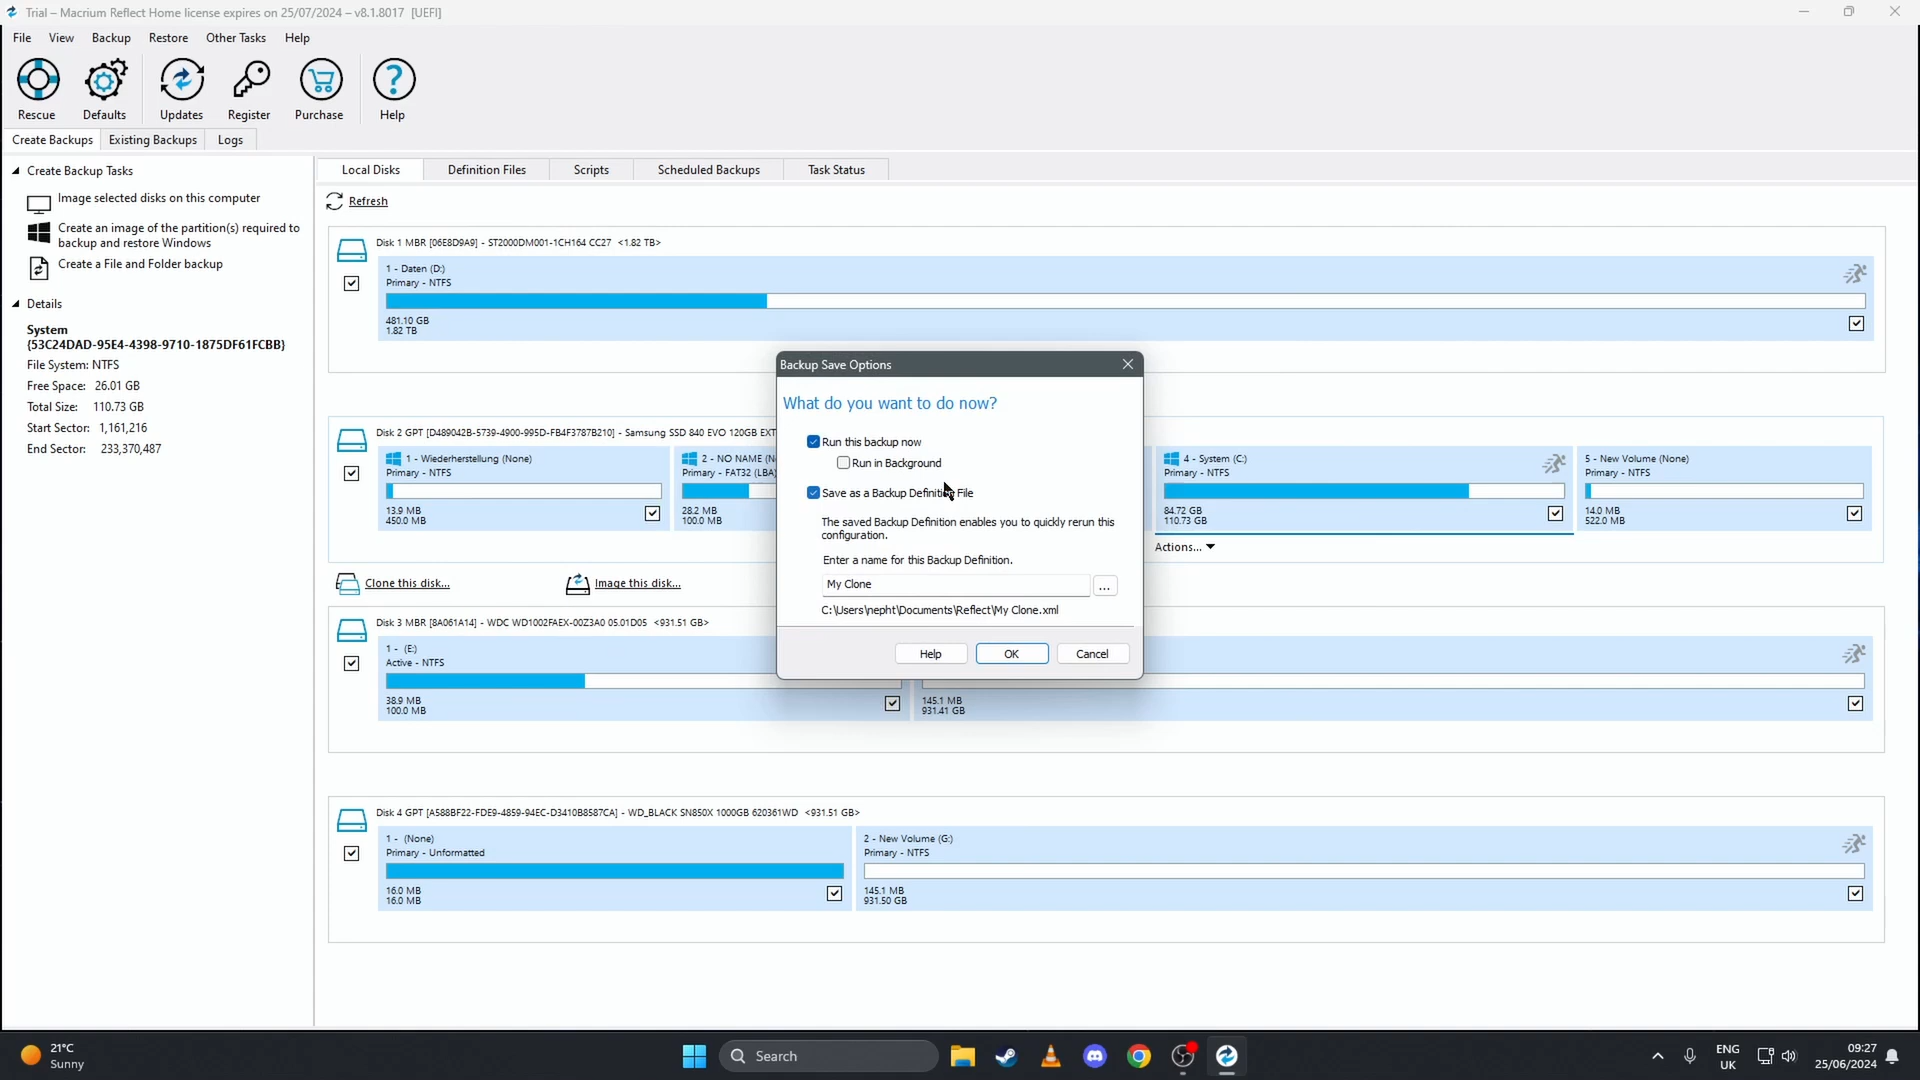 Trial – Macrium Reflect Home license expires on 25/07/2024 – v8.1.8017 [UEFI]
File View Backup Restore Other Tasks Help
Rescue Defaults Updates Register Purchase Help
Create Backups Existing Backups Logs
Create Backup Tasks
Image selected disks on this computer
Create an image of the partition(s) required to
backup and restore Windows
Create a File and Folder backup
Details
System
{53C24DAD-95E4-4398-9710-1875DF61FCBB}
File System: NTFS
Free Space: 26.01 GB
Total Size: 110.73 GB
Start Sector: 1,161,216
End Sector: 233,370,487
Local Disks Definition Files Scripts Scheduled Backups Task Status
Refresh
Disk 1 MBR [06E8D9A9] - ST2000DM001-1CH164 CC27 <1.82 TB>
1 - Daten (D:)
Primary - NTFS
481.10 GB
1.82 TB
Disk 2 GPT [D489042B-5739-4900-995D-FB4F3787B210] - Samsung SSD 840 EVO 120GB EXT
1 - Wiederherstellung (None)
Primary - NTFS
13.9 MB
450.0 MB
2 - NO NAME (N
Primary - FAT32 (LBA)
28.2 MB
100.0 MB
4 - System (C:)
Primary - NTFS
84.72 GB
110.73 GB
5 - New Volume (None)
Primary - NTFS
14.0 MB
522.0 MB
Actions...
Clone this disk... Image this disk...
Disk 3 MBR [8A061A14] - WDC WD1002FAEX-00Z3A0 05.01D05 <931.51 GB>
1 - (E:)
Active - NTFS
38.9 MB
100.0 MB
145.1 MB
931.41 GB
Disk 4 GPT [A588BF22-FDE9-4859-94EC-D3410B8587CA] - WD_BLACK SN850X 1000GB 620361WD <931.51 GB>
1 - (None)
Primary - Unformatted
16.0 MB
16.0 MB
2 - New Volume (G:)
Primary - NTFS
145.1 MB
931.50 GB
Backup Save Options
What do you want to do now?
Run this backup now
Run in Background
Save as a Backup Definition File
The saved Backup Definition enables you to quickly rerun this
configuration.
Enter a name for this Backup Definition.
My Clone
...
C:\Users\nepht\Documents\Reflect\My Clone.xml
Help OK Cancel
21°C
Sunny
Search
ENG
UK
09:27
25/06/2024